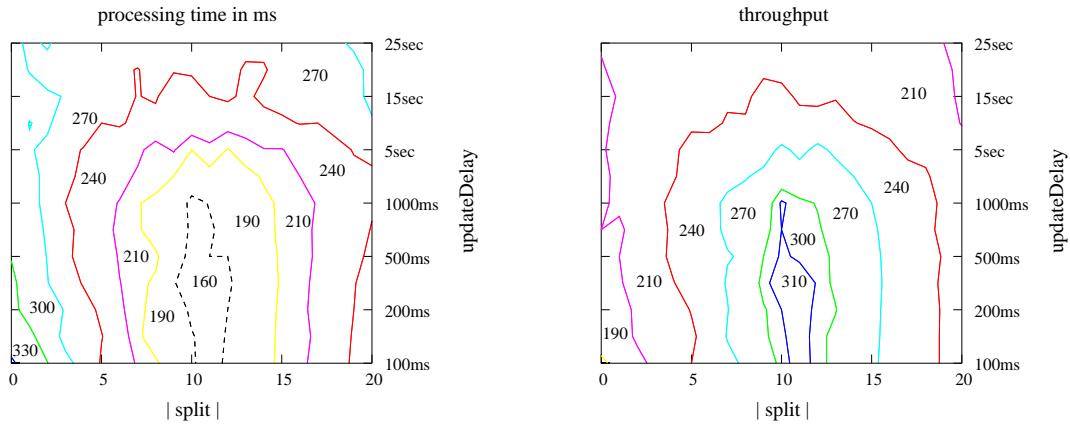 processing time in ms
25sec
270
15sec
270
5sec
240
240
1000ms
190
210
210
500ms
160
190
300
200ms
330
100ms
0 5 10 15 20
| split |
updateDelay
throughput
25sec
210
15sec
5sec
240
1000ms
270
270
240
300
500ms
210
310
200ms
190
100ms
0 5 10 15 20
| split |
updateDelay